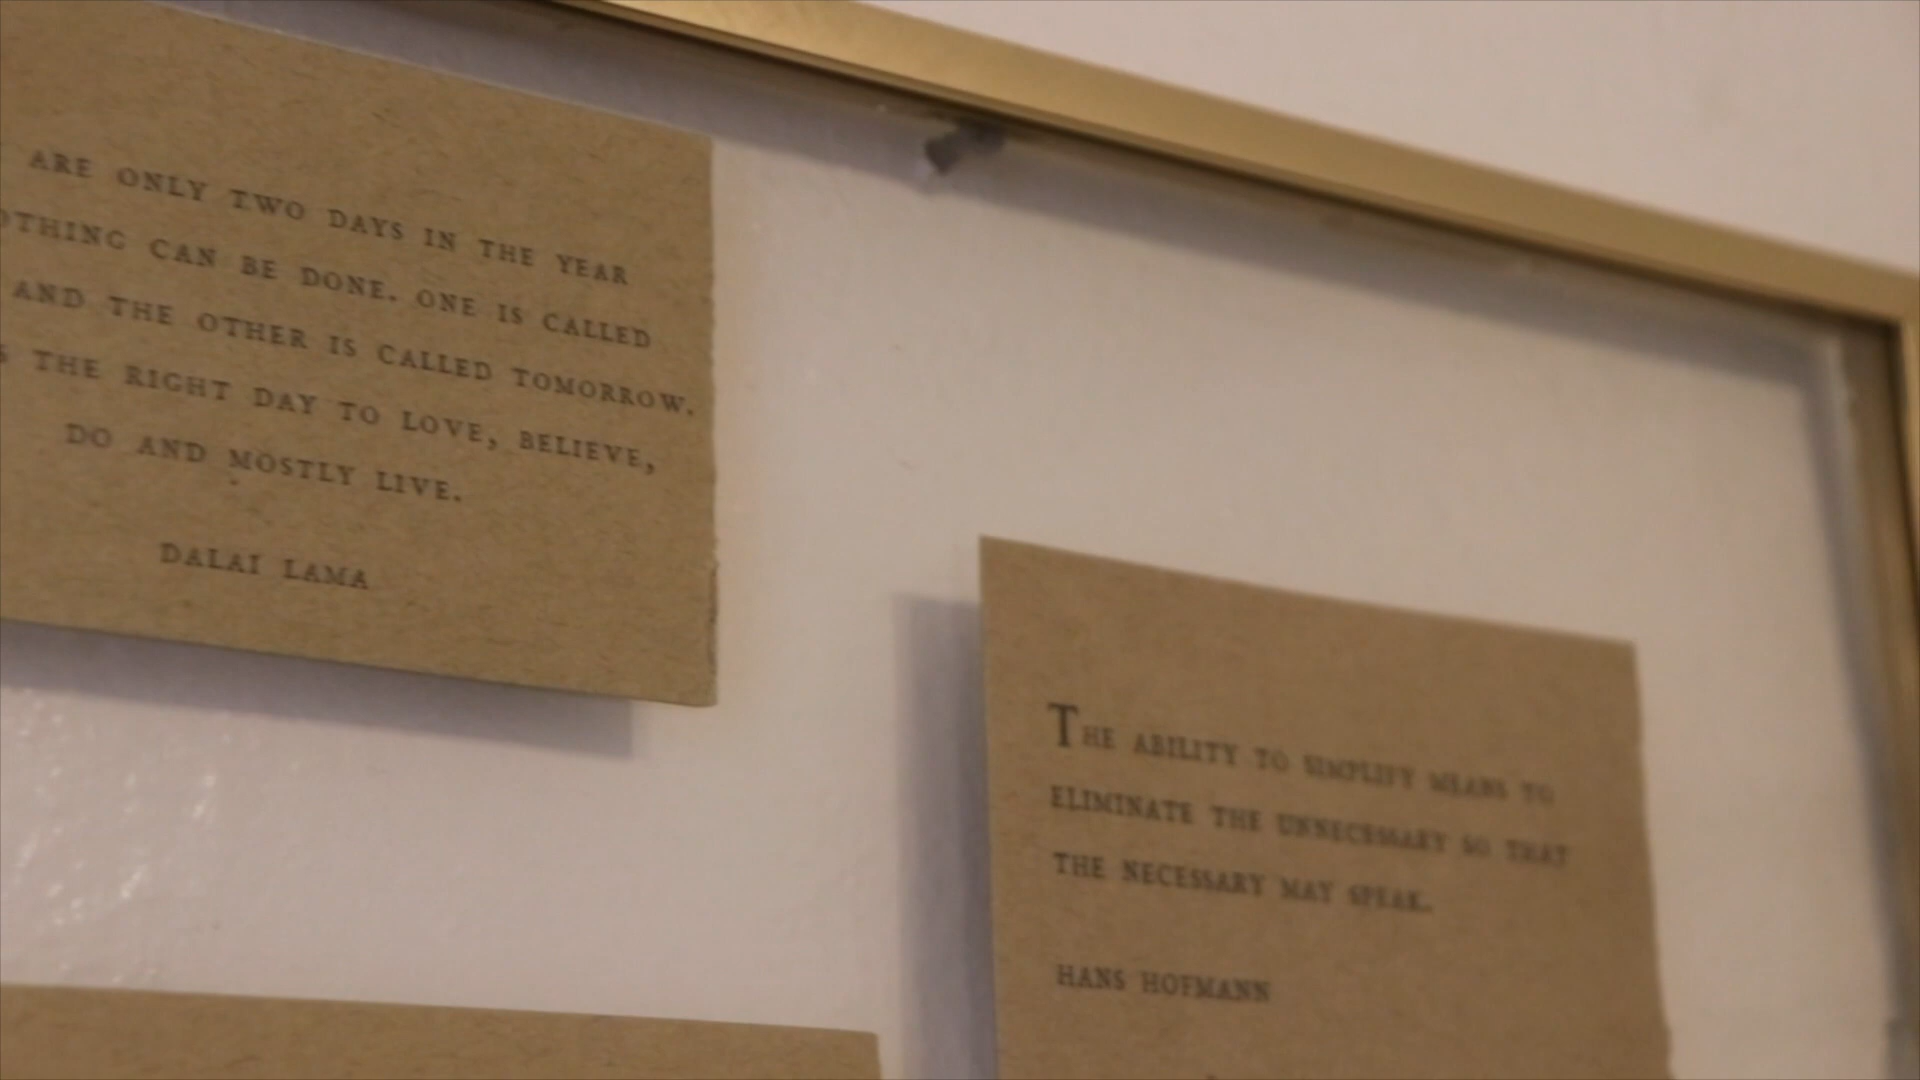 ARE ONLY TWO DAYS IN THE YEAR
OTHING CAN BE DONE. ONE IS CALLED
AND THE OTHER IS CALLED TOMORROW.
S THE RIGHT DAY TO LOVE, BELIEVE,
DO AND MOSTLY LIVE.
DALAI LAMA
THE ABILITY TO SIMPLIFY MEANS TO
ELIMINATE THE UNNECESSARY SO THAT
THE NECESSARY MAY SPEAK.
HANS HOFMANN